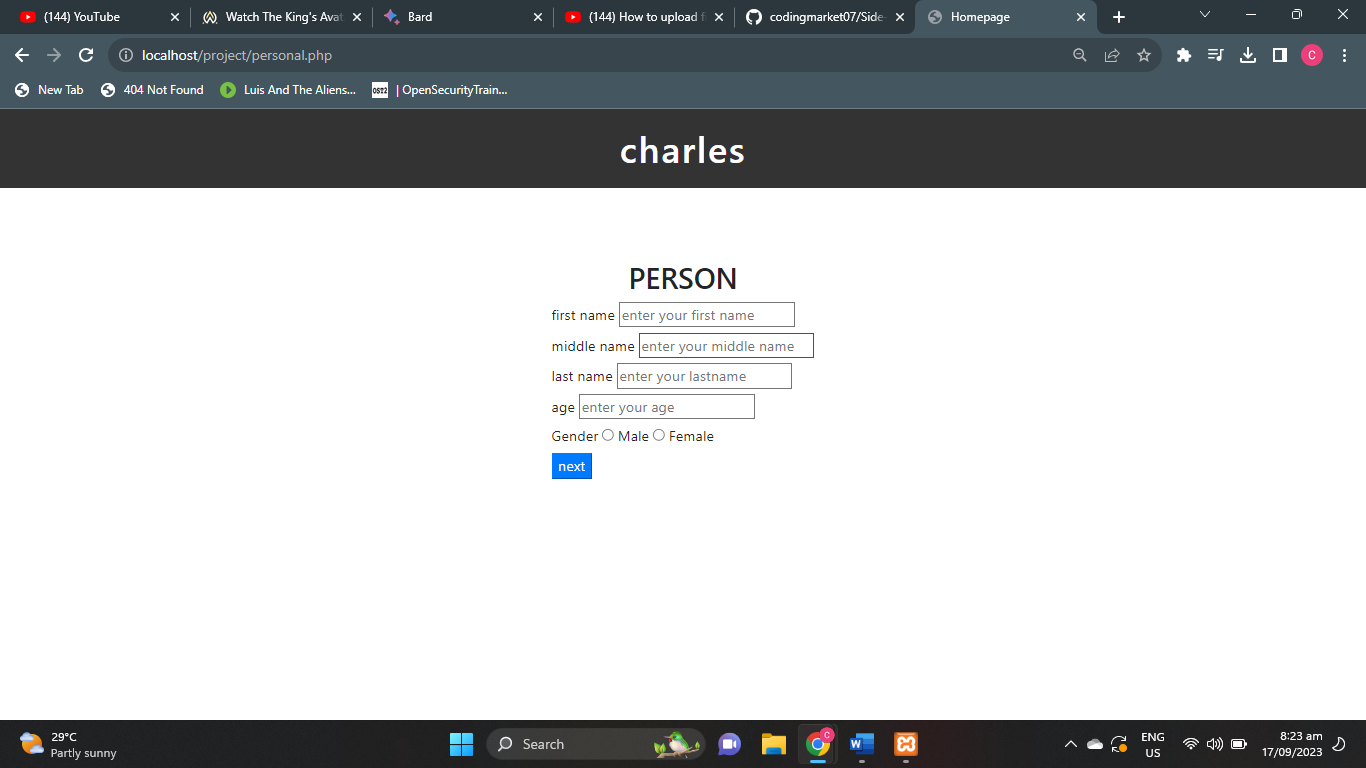 (144) YouTube
Watch The King's Avat
Bard
(144) How to upload f
codingmarket07/Side-
Homepage
localhost/project/personal.php
C
New Tab
404 Not Found
Luis And The Aliens...
OST2
| OpenSecurityTrain...
charles
PERSON
first name enter your first name
middle name enter your middle name
last name enter your lastname
age enter your age
Gender Male Female
next
29°C
Partly sunny
Search
C
ENG
US
8:23 am
17/09/2023